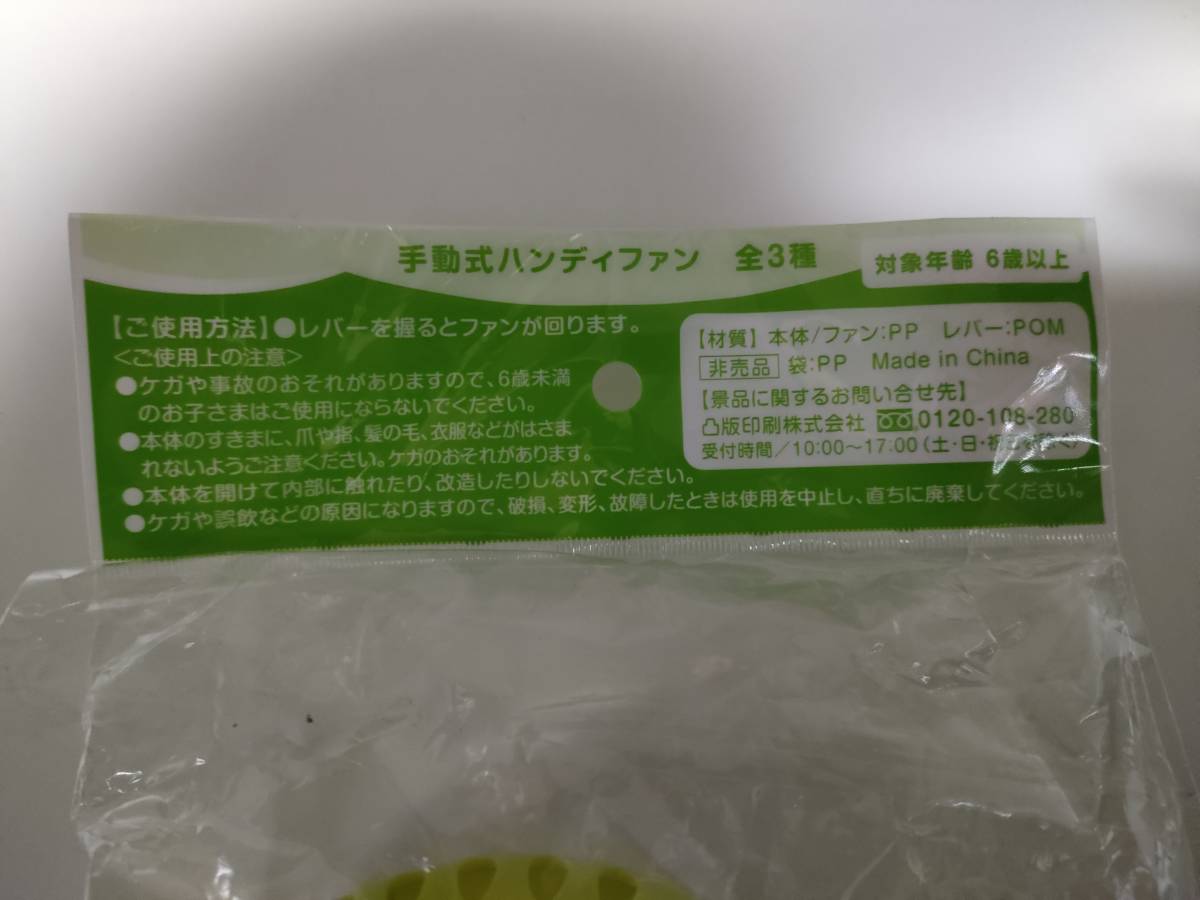 手動式ハンディファン 全3種
対象年齢 6歳以上
【ご使用方法】●レバーを握るとファンが回ります。
<ご使用上の注意>
●ケガや事故のおそれがありますので、6歳未満
のお子さまはご使用にならないでください。
●本体のすきまに、爪や指、髪の毛、衣服などがはさま
れないようご注意ください。ケガのおそれがあります。
●本体を開けて内部に触れたり、改造したりしないでください。
●ケガや誤飲などの原因になりますので、破損、変形、故障したときは使用を中止し、直ちに廃棄してください。
【材質】本体/ファン:PP レバー:POM
非売品 袋:PP Made in China
【景品に関するお問い合せ先】
凸版印刷株式会社 0120-108-280
受付時間/10:00〜17:00(土・日・祝